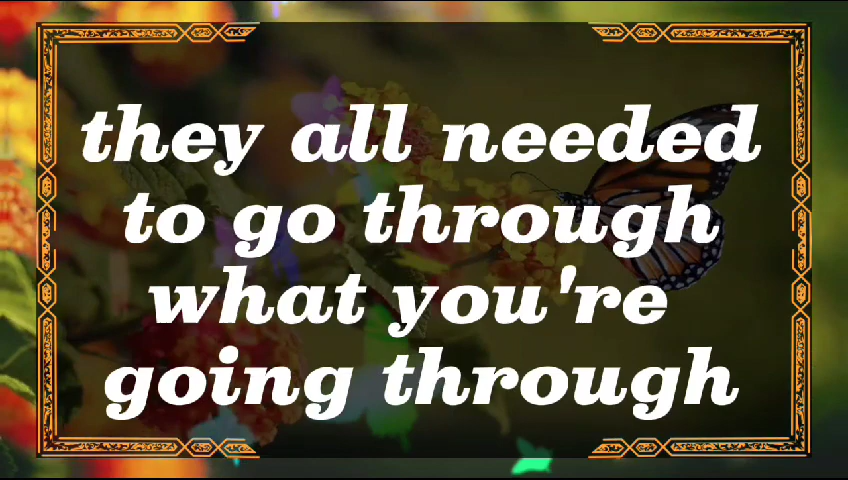 they all needed
to go through
what you're
going through